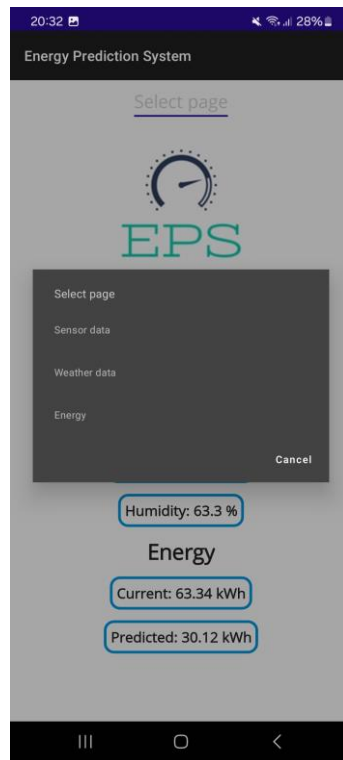 20:32 28%
Energy Prediction System
Select page
EPS
Select page
Sensor data
Weather data
Energy
Cancel
Humidity: 63.3 %
Energy
Current: 63.34 kWh
Predicted: 30.12 kWh